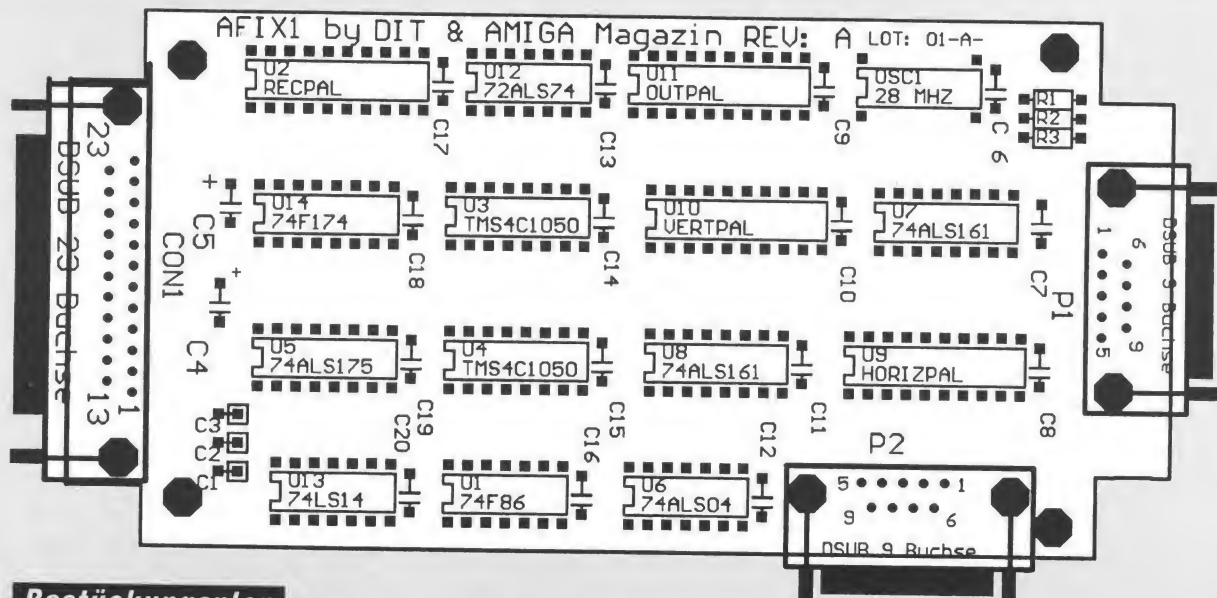 AFIX1 by DIT & AMIGA Magazin REV: A LOT: 01-A-
U2
RECPAL
C17
U12
72ALS74
C13
U11
OUTPAL
C9
OSC1
28 MHZ
C 6
R1
R2
R3
23
13
1
DSUB 23 Buchse
CON1
+
C5
+
C4
U14
74F174
C18
U3
TMS4C1050
C14
U10
VERTPAL
C10
U7
74ALS161
C7
P1
1
6
5
9
DSUB 9 Buchse
U5
74ALS175
C19
U4
TMS4C1050
C15
U8
74ALS161
C11
U9
HORIZPAL
C8
C3
C2
C1
U13
74LS14
C20
U1
74F86
C16
U6
74ALS04
C12
P2
5
1
9
6
DSUB 9 Buchse